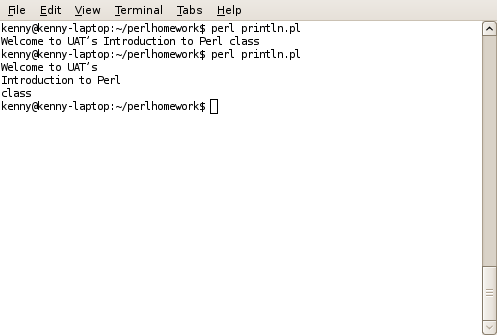 File Edit View Terminal Tabs Help
kenny@kenny-laptop:~/perlhomework$ perl println.pl
Welcome to UAT's Introduction to Perl class
kenny@kenny-laptop:~/perlhomework$ perl println.pl
Welcome to UAT's
Introduction to Perl
class
kenny@kenny-laptop:~/perlhomework$